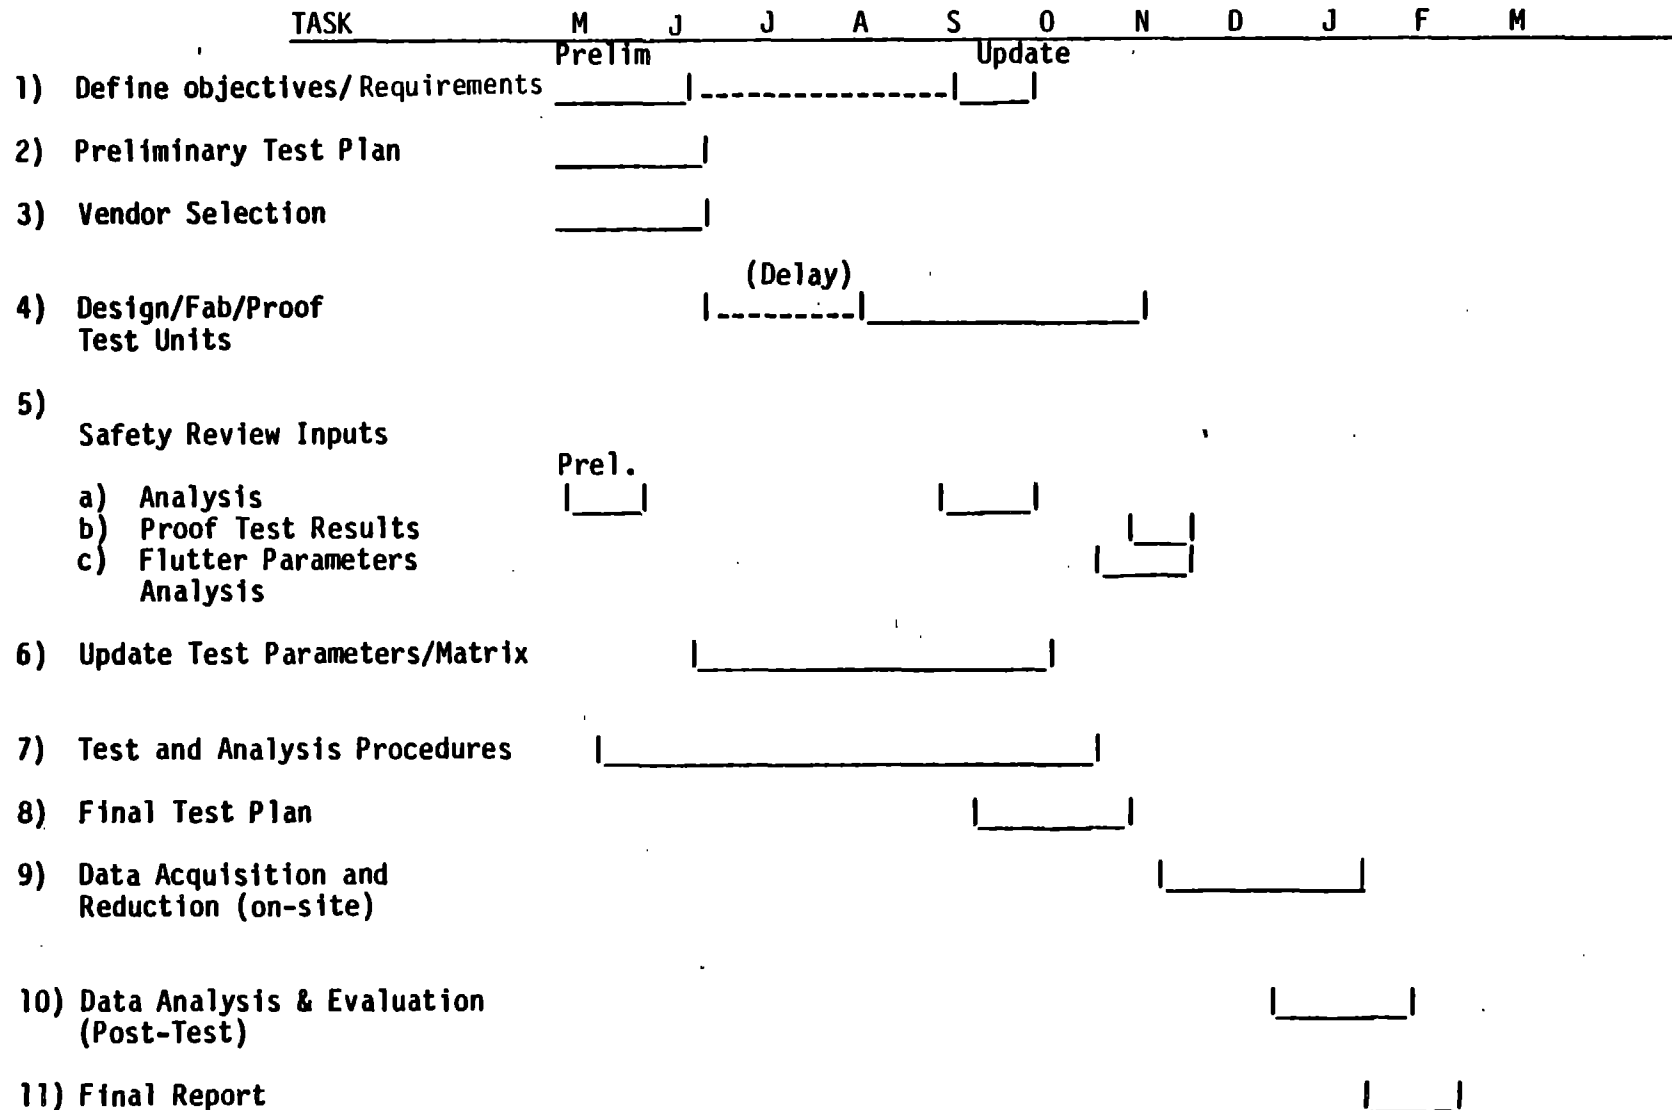 TASK M J J A S O N D J F M
Prelim Update
1) Define objectives/Requirements
2) Preliminary Test Plan
3) Vendor Selection
(Delay)
4) Design/Fab/Proof
Test Units
5)
Safety Review Inputs
Prel.
a) Analysis
b) Proof Test Results
c) Flutter Parameters
Analysis
6) Update Test Parameters/Matrix
7) Test and Analysis Procedures
8) Final Test Plan
9) Data Acquisition and
Reduction (on-site)
10) Data Analysis & Evaluation
(Post-Test)
11) Final Report